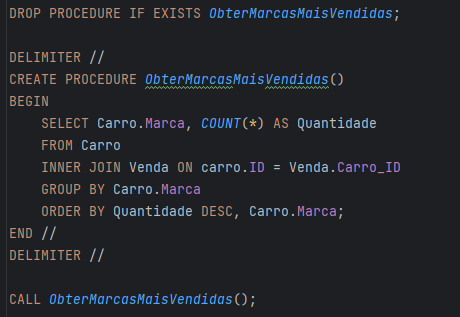 DROP PROCEDURE IF EXISTS ObterMarcasMaisVendidas;
DELIMITER //
CREATE PROCEDURE ObterMarcasMaisVendidas()
BEGIN
SELECT Carro.Marca, COUNT(*) AS Quantidade
FROM Carro
INNER JOIN Venda ON carro.ID = Venda.Carro_ID
GROUP BY Carro.Marca
ORDER BY Quantidade DESC, Carro.Marca;
END //
DELIMITER //
CALL ObterMarcasMaisVendidas();